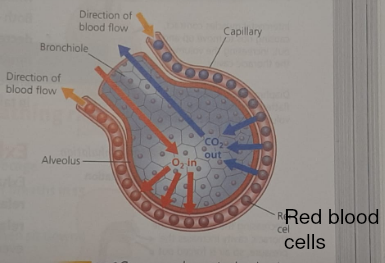 Direction of
blood flow
Capillary
Bronchiole
Direction of
blood flow
CO₂
out
O₂ in
Alveolus
Red blood
cells